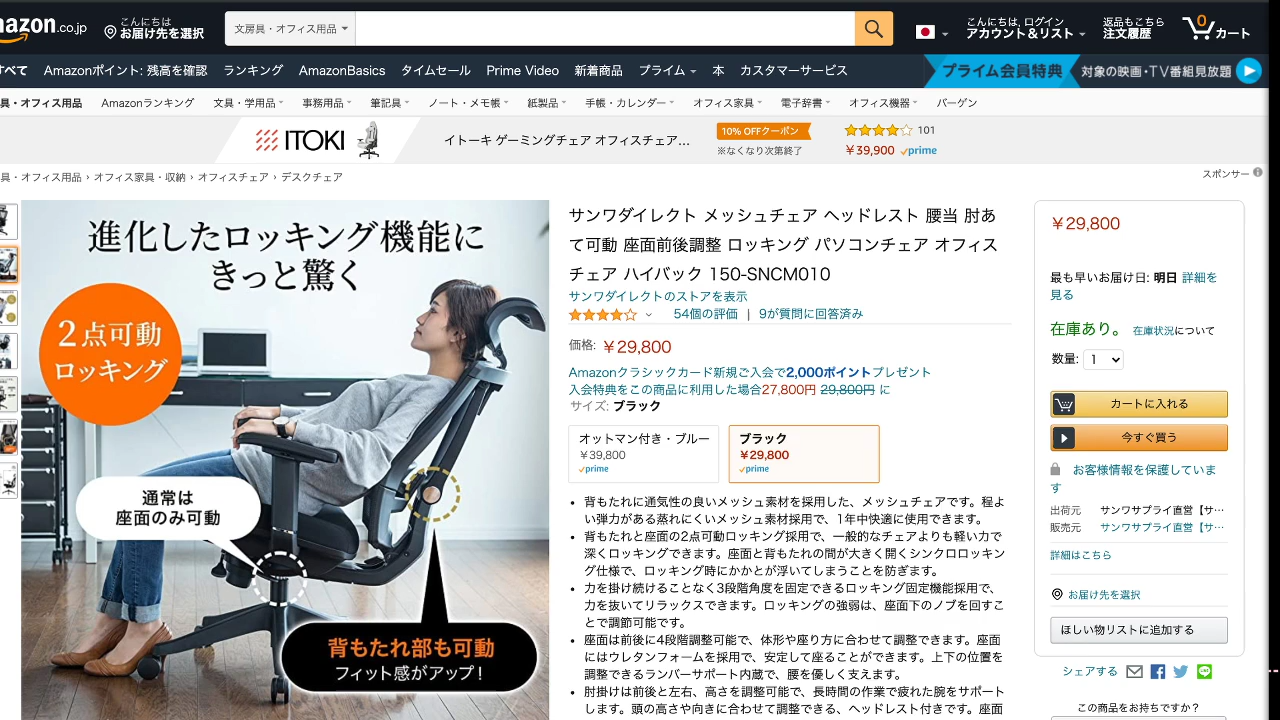 mazon.co.jp
こんにちは
お届け先を選択
文房具・オフィス用品
こんにちは, ログイン
アカウント＆リスト
返品もこちら
注文履歴
0
カート
すべて Amazonポイント: 残高を確認 ランキング AmazonBasics タイムセール Prime Video 新着商品 プライム 本 カスタマーサービス
プライム会員特典 対象の映画・TV番組見放題
具・オフィス用品 Amazonランキング 文具・学用品 事務用品 筆記具 ノート・メモ帳 紙製品 手帳・カレンダー オフィス家具 電子辞書 オフィス機器 バーゲン
ITOKI
イトーキ ゲーミングチェア オフィスチェア...
10% OFFクーポン
※なくなり次第終了
101
￥39,900 prime
具・オフィス用品 › オフィス家具・収納 › オフィスチェア › デスクチェア
スポンサー
進化したロッキング機能に
きっと驚く
2点可動
ロッキング
通常は
座面のみ可動
背もたれ部も可動
フィット感がアップ！
サンワダイレクト メッシュチェア ヘッドレスト 腰当 肘あ
て可動 座面前後調整 ロッキング パソコンチェア オフィス
チェア ハイバック 150-SNCM010
サンワダイレクトのストアを表示
54個の評価 | 9が質問に回答済み
価格: ￥29,800
Amazonクラシックカード新規ご入会で2,000ポイントプレゼント
入会特典をこの商品に利用した場合27,800円 29,800円 に
サイズ: ブラック
オットマン付き・ブルー
￥39,800
prime
ブラック
￥29,800
prime
• 背もたれに通気性の良いメッシュ素材を採用した、メッシュチェアです。程よ
い弾力がある蒸れにくいメッシュ素材採用で、1年中快適に使用できます。
• 背もたれと座面の2点可動ロッキング採用で、一般的なチェアよりも軽い力で
深くロッキングできます。座面と背もたれの間が大きく開くシンクロロッキン
グ仕様で、ロッキング時にかかとが浮いてしまうことを防ぎます。
• 力を掛け続けることなく3段階角度を固定できるロッキング固定機能採用で、
力を抜いてリラックスできます。ロッキングの強弱は、座面下のノブを回すこ
とで調節可能です。
• 座面は前後に4段階調整可能で、体形や座り方に合わせて調整できます。座面
にはウレタンフォームを採用で、安定して座ることができます。上下の位置を
調整できるランバーサポート内蔵で、腰を優しく支えます。
• 肘掛けは前後と左右、高さを調整可能で、長時間の作業で疲れた腕をサポート
します。頭の高さや向きに合わせて調整できる、ヘッドレスト付きです。座面
￥29,800
最も早いお届け日: 明日 詳細を
見る
在庫あり。 在庫状況について
数量: 1
カートに入れる
今すぐ買う
お客様情報を保護していま
す
出荷元 サンワサプライ直営【サ…
販売元 サンワサプライ直営【サ…
詳細はこちら
お届け先を選択
ほしい物リストに追加する
シェアする
この商品をお持ちですか？